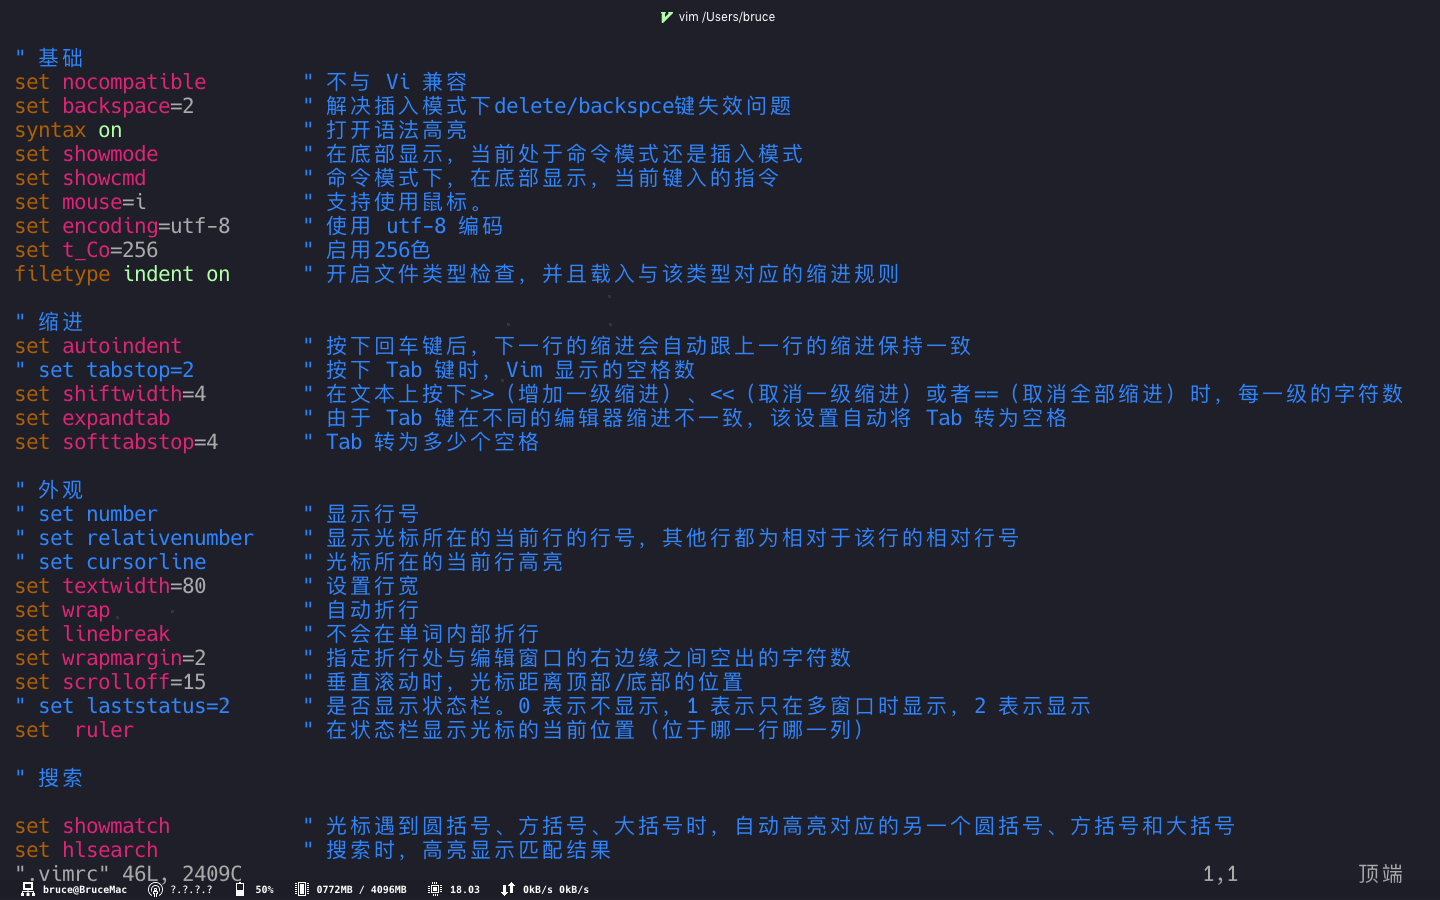 vim /Users/bruce
" 基础
set nocompatible " 不与 Vi 兼容
set backspace=2 " 解决插入模式下delete/backspce键失效问题
syntax on " 打开语法高亮
set showmode " 在底部显示，当前处于命令模式还是插入模式
set showcmd " 命令模式下，在底部显示，当前键入的指令
set mouse=i " 支持使用鼠标。
set encoding=utf-8 " 使用 utf-8 编码
set t_Co=256 " 启用256色
filetype indent on " 开启文件类型检查，并且载入与该类型对应的缩进规则
" 缩进
set autoindent " 按下回车键后，下一行的缩进会自动跟上一行的缩进保持一致
" set tabstop=2 " 按下 Tab 键时，Vim 显示的空格数
set shiftwidth=4 " 在文本上按下>>（增加一级缩进）、<<（取消一级缩进）或者==（取消全部缩进）时，每一级的字符数
set expandtab " 由于 Tab 键在不同的编辑器缩进不一致，该设置自动将 Tab 转为空格
set softtabstop=4 " Tab 转为多少个空格
" 外观
" set number " 显示行号
" set relativenumber " 显示光标所在的当前行的行号，其他行都为相对于该行的相对行号
" set cursorline " 光标所在的当前行高亮
set textwidth=80 " 设置行宽
set wrap " 自动折行
set linebreak " 不会在单词内部折行
set wrapmargin=2 " 指定折行处与编辑窗口的右边缘之间空出的字符数
set scrolloff=15 " 垂直滚动时，光标距离顶部/底部的位置
" set laststatus=2 " 是否显示状态栏。0 表示不显示，1 表示只在多窗口时显示，2 表示显示
set  ruler " 在状态栏显示光标的当前位置（位于哪一行哪一列）
" 搜索
set showmatch " 光标遇到圆括号、方括号、大括号时，自动高亮对应的另一个圆括号、方括号和大括号
set hlsearch " 搜索时，高亮显示匹配结果
".vimrc" 46L, 2409C 1,1 顶端
bruce@BruceMac ?.?.?.? 50% 0772MB / 4096MB 18.03 0kB/s 0kB/s